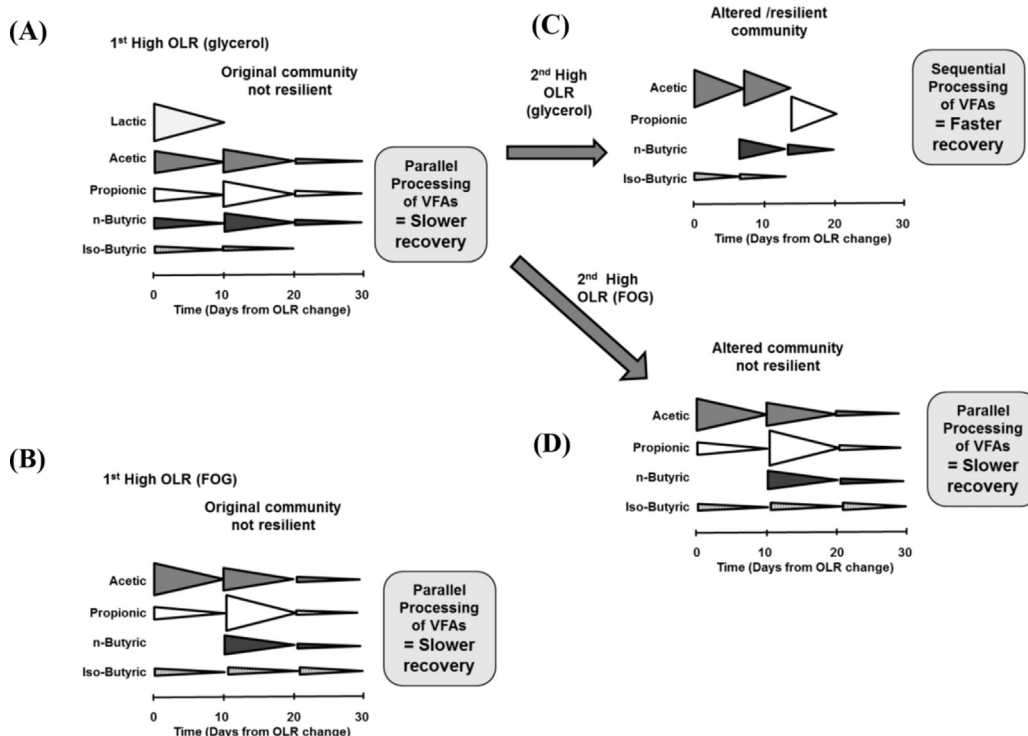 (A)
1st High OLR (glycerol)
Original community
not resilient
Lactic
Acetic
Propionic
n-Butyric
Iso-Butyric
0 10 20 30
Time (Days from OLR change)
Parallel
Processing
of VFAs
= Slower
recovery
2nd High
OLR
(glycerol)
2nd High
OLR (FOG)
(C)
Altered /resilient
community
Acetic
Propionic
n-Butyric
Iso-Butyric
0 10 20 30
Time (Days from OLR change)
Sequential
Processing
of VFAs
= Faster
recovery
(B)
1st High OLR (FOG)
Original community
not resilient
Acetic
Propionic
n-Butyric
Iso-Butyric
0 10 20 30
Time (Days from OLR change)
Parallel
Processing
of VFAs
= Slower
recovery
(D)
Altered community
not resilient
Acetic
Propionic
n-Butyric
Iso-Butyric
0 10 20 30
Time (Days from OLR change)
Parallel
Processing
of VFAs
= Slower
recovery